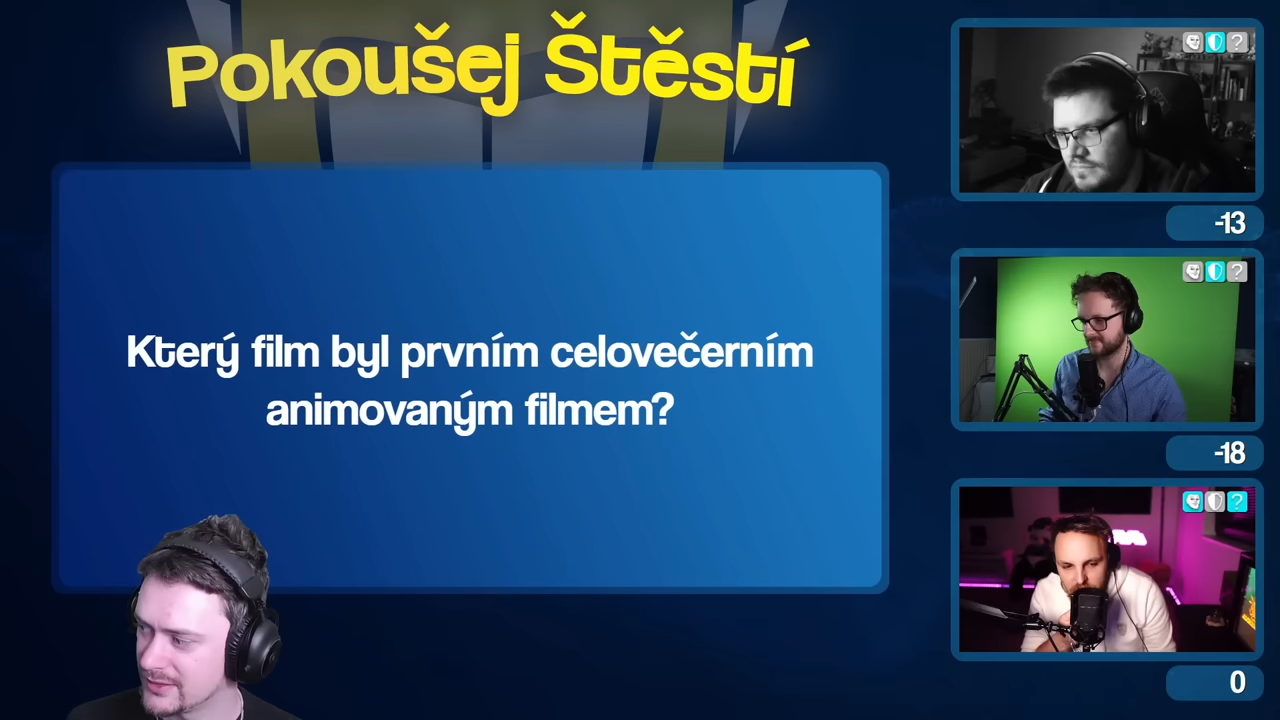 Pokoušej Štěstí
Který film byl prvním celovečerním
animovaným filmem?
?
-13
?
-18
?
0